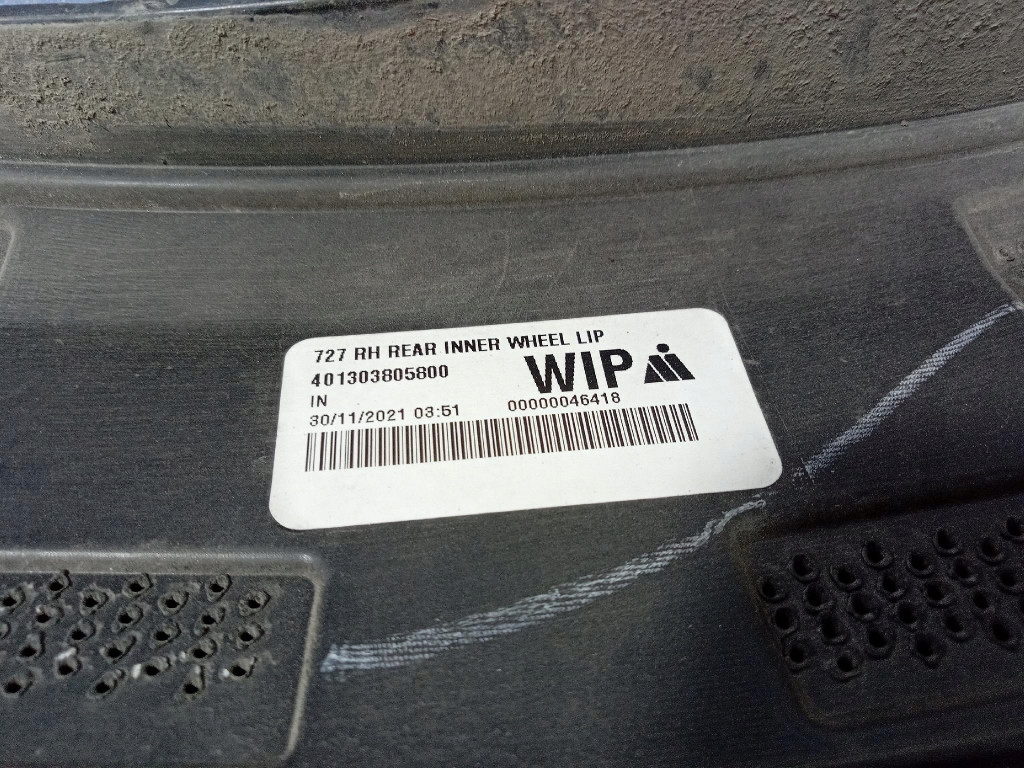 727 RH REAR INNER WHEEL LIP
401303805800
WIP
IN
30/11/2021 03:51 00000046418